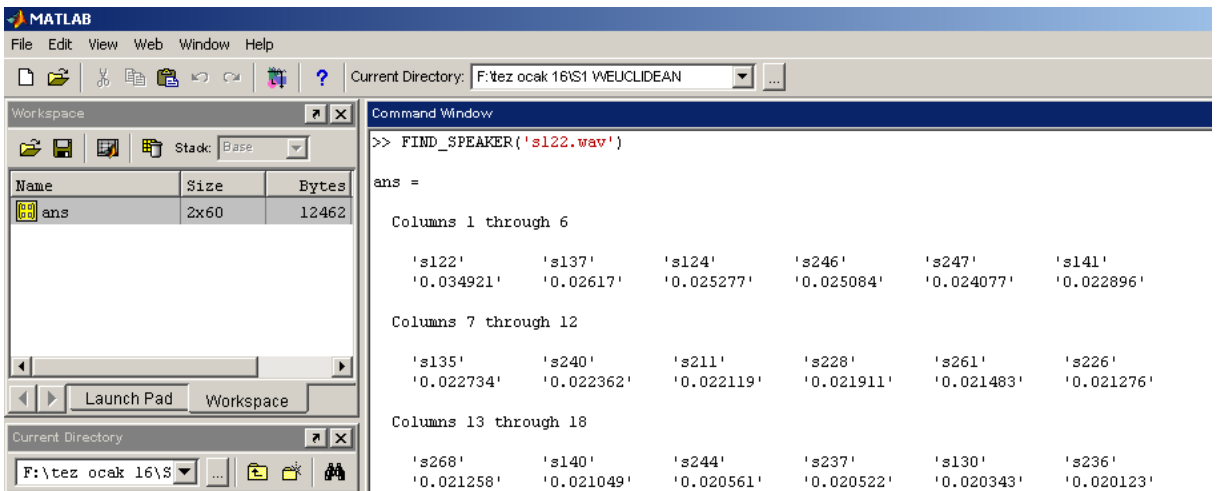 MATLAB
File Edit View Web Window Help
Current Directory: F:\tez ocak 16\S1 WEUCLIDEAN ...
Workspace
Stack: Base
Name Size Bytes
ans 2x60 12462
Launch Pad Workspace
Current Directory
F:\tez ocak 16\S ...
Command Window
>> FIND_SPEAKER('s122.wav')
ans =
Columns 1 through 6
's122' 's137' 's124' 's246' 's247' 's141'
'0.034921' '0.02617' '0.025277' '0.025084' '0.024077' '0.022896'
Columns 7 through 12
's135' 's240' 's211' 's228' 's261' 's226'
'0.022734' '0.022362' '0.022119' '0.021911' '0.021483' '0.021276'
Columns 13 through 18
's268' 's140' 's244' 's237' 's130' 's236'
'0.021258' '0.021049' '0.020561' '0.020522' '0.020343' '0.020123'